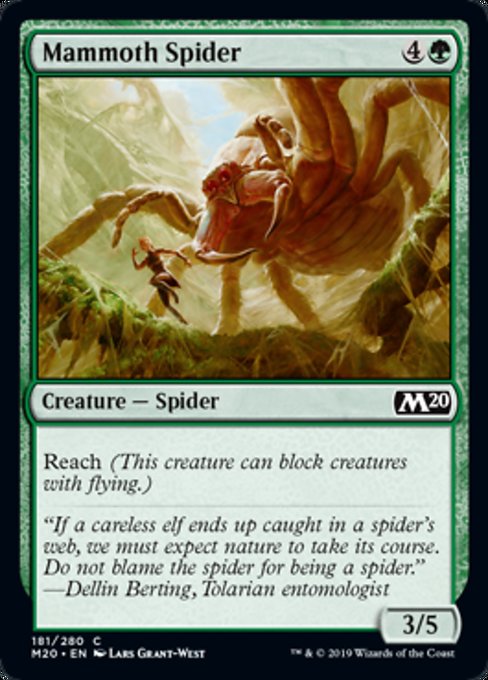 Mammoth Spider 4
Creature — Spider M20
Reach (This creature can block creatures
with flying.)
“If a careless elf ends up caught in a spider’s
web, we must expect nature to take its course.
Do not blame the spider for being a spider.”
—Dellin Berting, Tolarian entomologist
3/5
181/280 C
M20 • EN Lars Grant-West ™ & © 2019 Wizards of the Coast